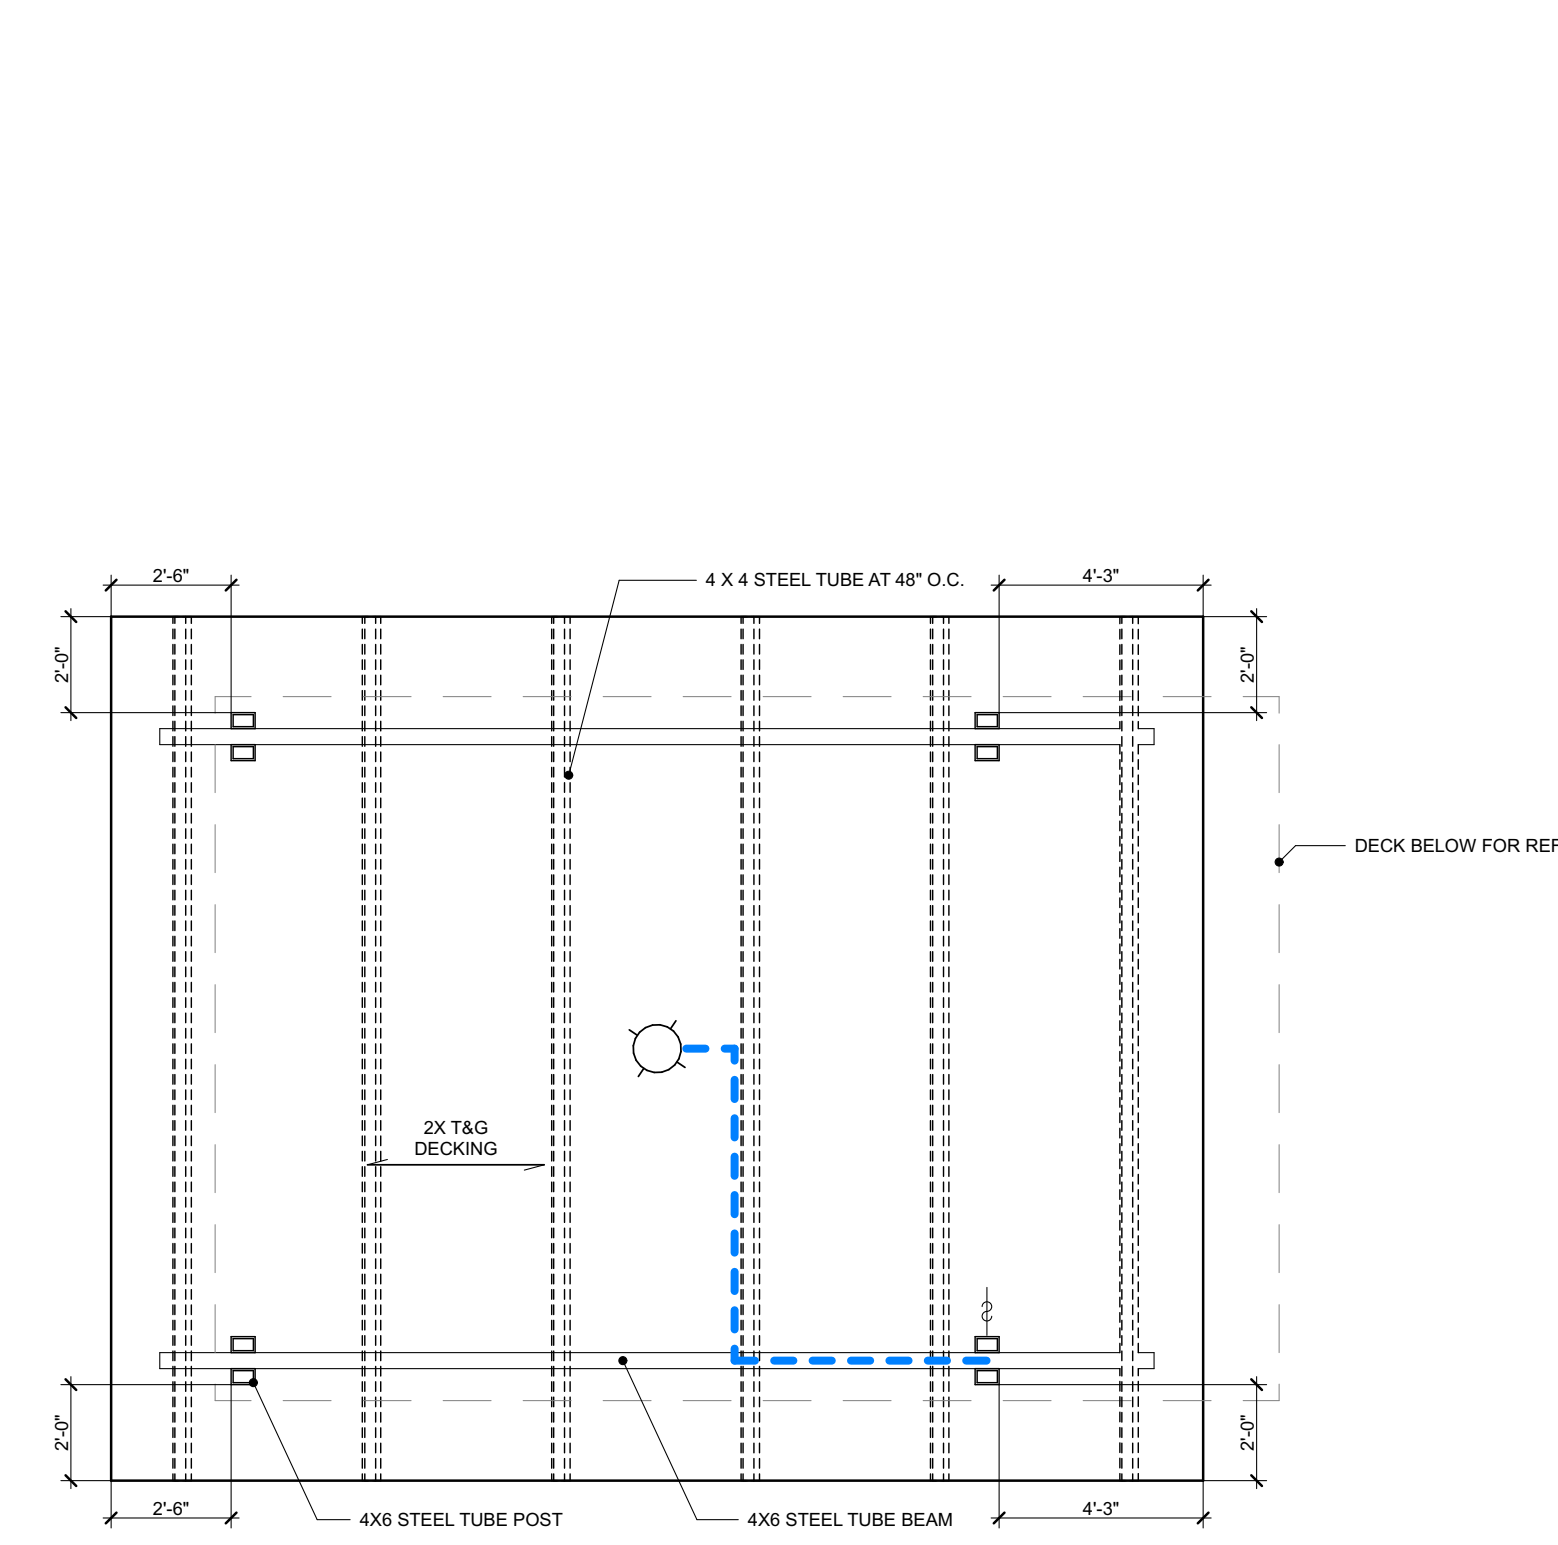 2'-6"
4 X 4 STEEL TUBE AT 48" O.C.
4'-3"
2'-0"
2'-0"
DECK BELOW FOR REF
2X T&G
DECKING
2'-0"
2'-0"
2'-6"
4X6 STEEL TUBE POST
4X6 STEEL TUBE BEAM
4'-3"